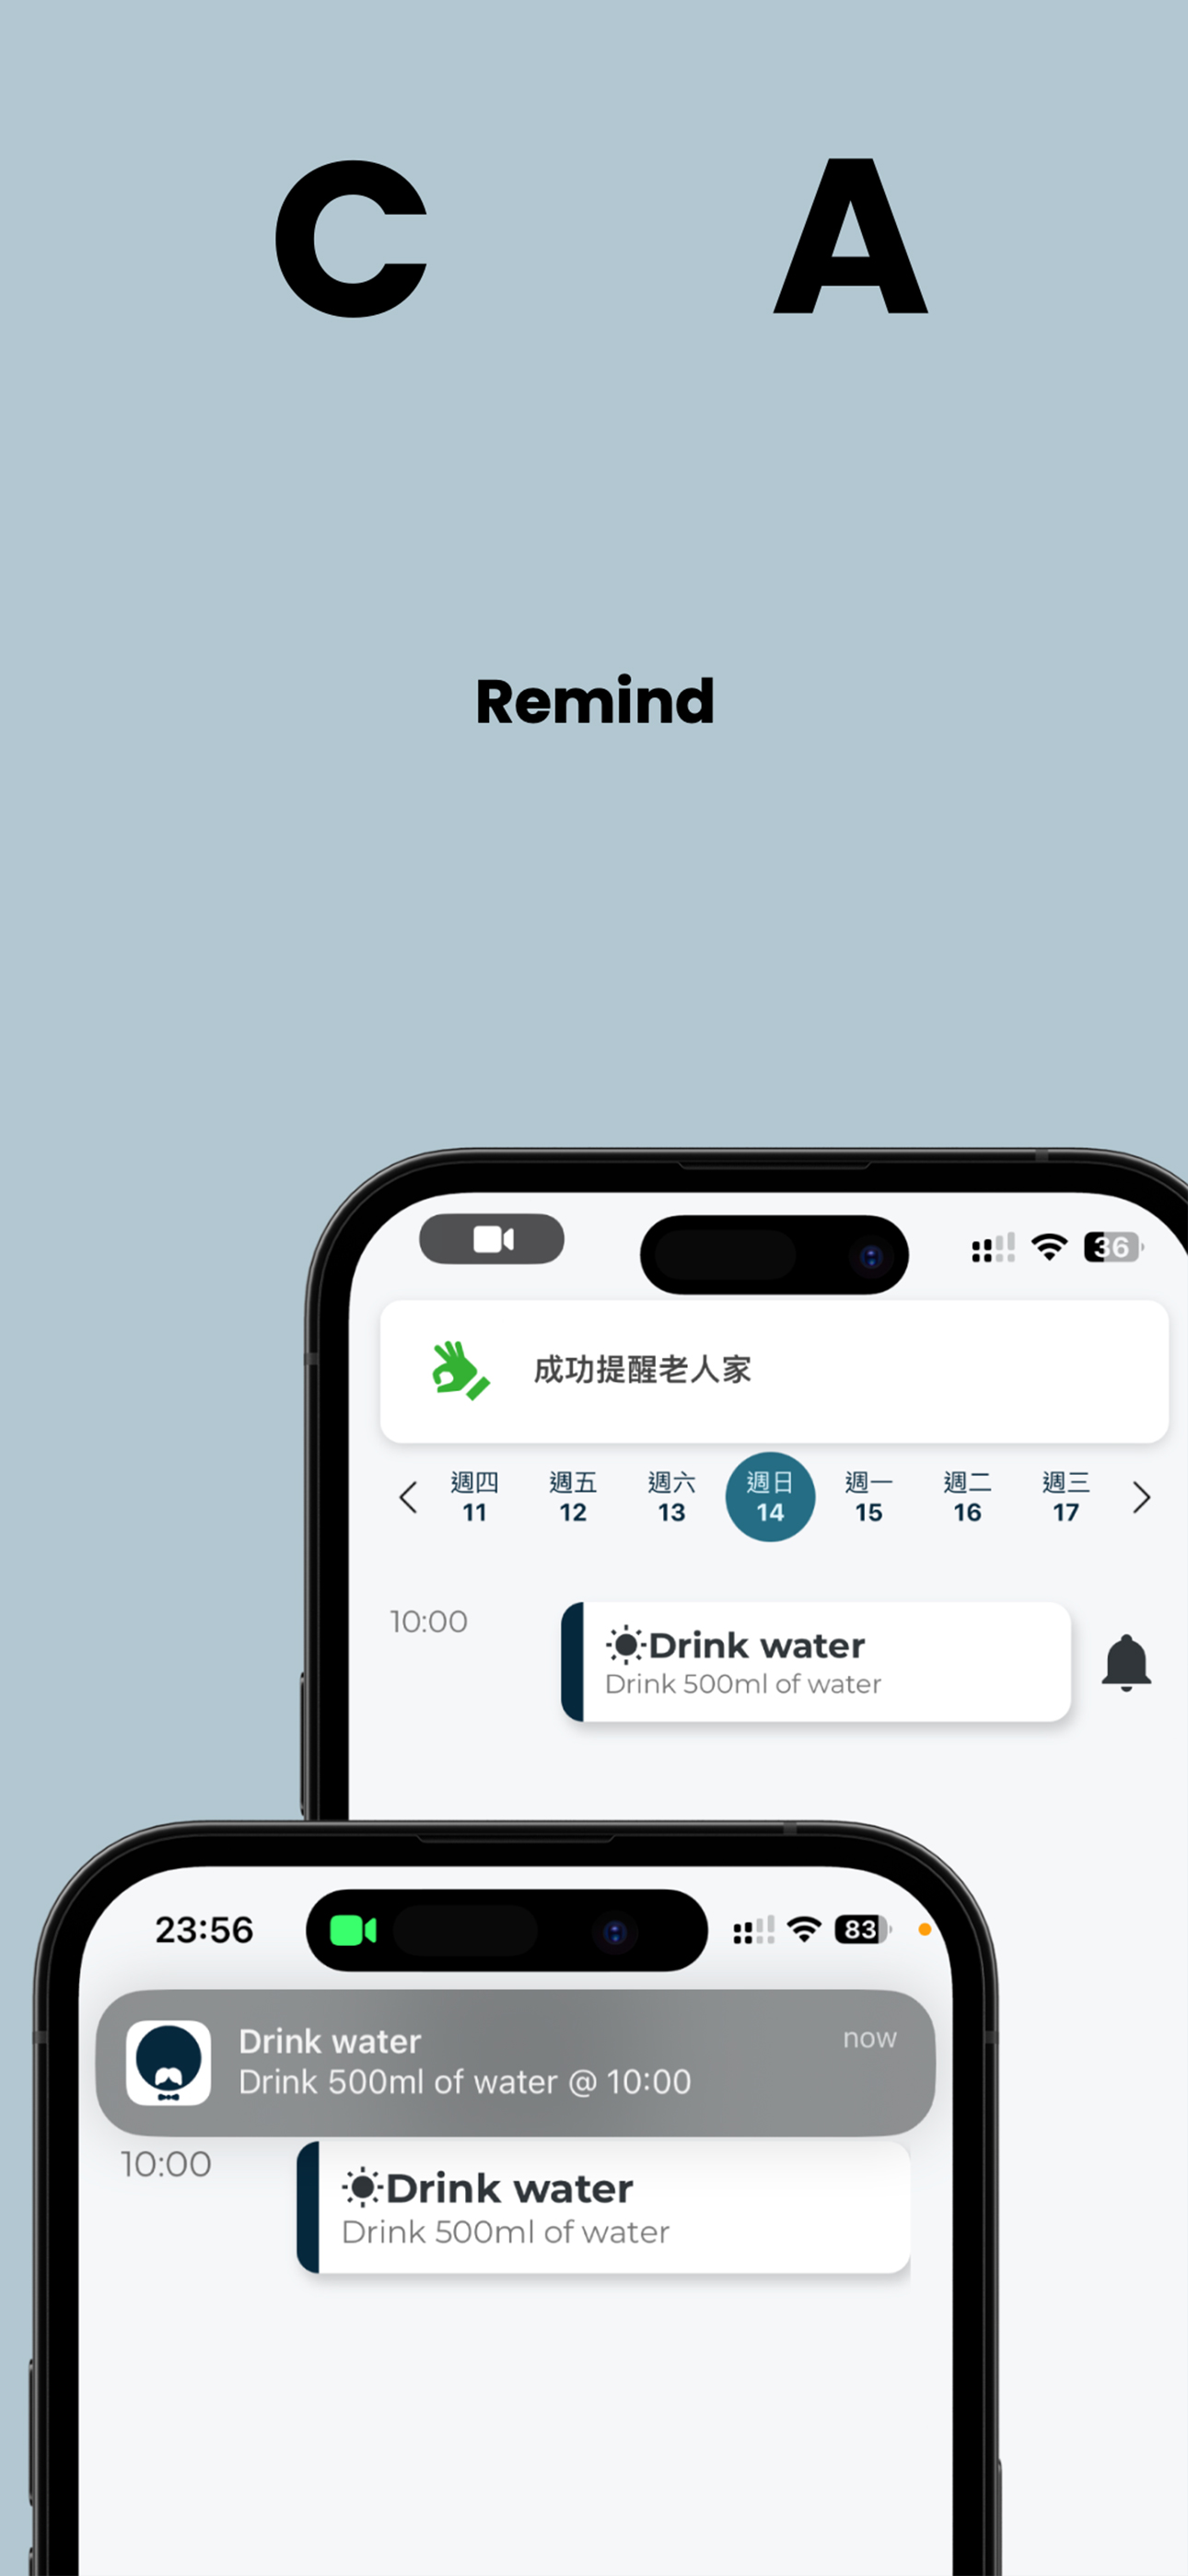 C A
Remind
36
成功提醒老人家
週四 週五 週六 週日 週一 週二 週三
11 12 13 14 15 16 17
10:00
Drink water
Drink 500ml of water
23:56
83
Drink water
now
Drink 500ml of water @ 10:00
10:00
Drink water
Drink 500ml of water